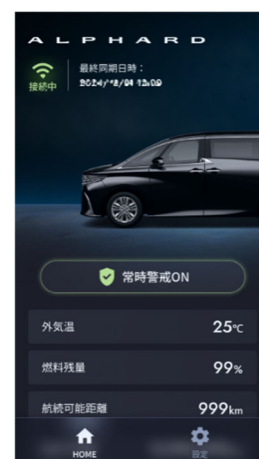 ALPHARD
最終同期日時：
接続中
常時警戒ON
外気温 25℃
燃料残量 99%
航続可能距離 999km
HOME 設定